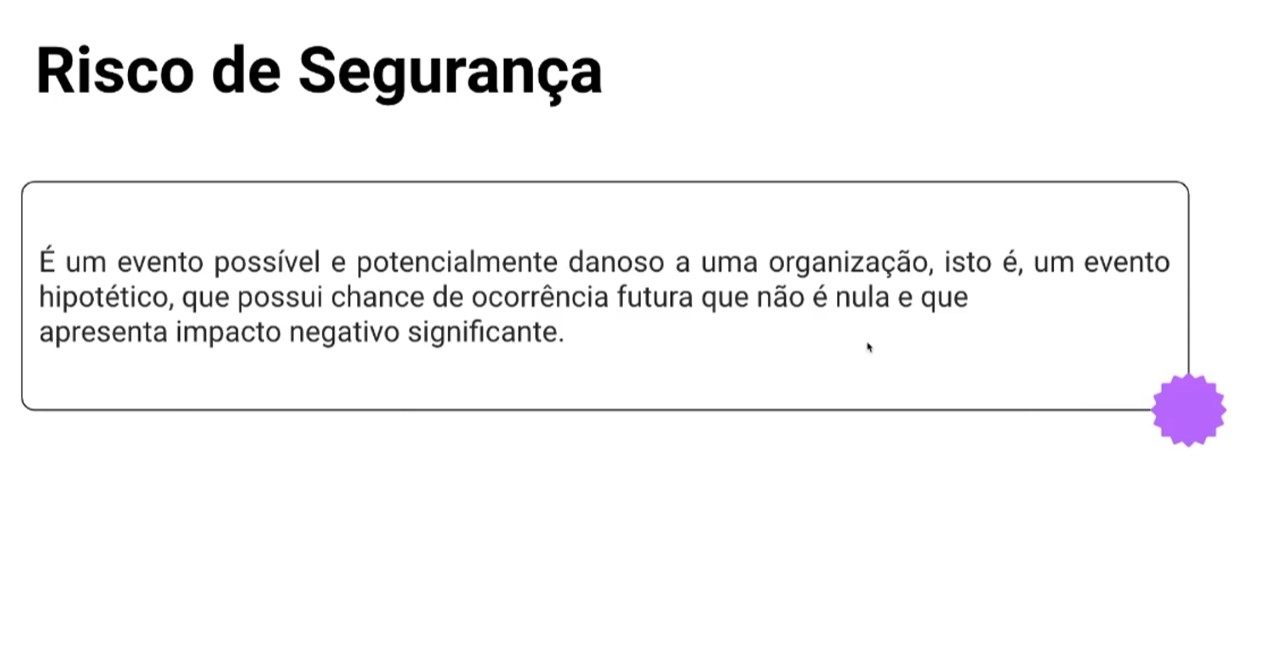 Risco de Segurança
É um evento possível e potencialmente danoso a uma organização, isto é, um evento
hipotético, que possui chance de ocorrência futura que não é nula e que
apresenta impacto negativo significante.